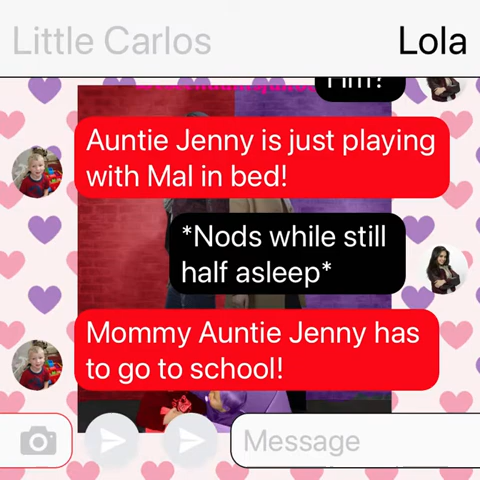 Little Carlos
Lola
Him?
Auntie Jenny is just playing
with Mal in bed!
*Nods while still
half asleep*
Mommy Auntie Jenny has
to go to school!
Message